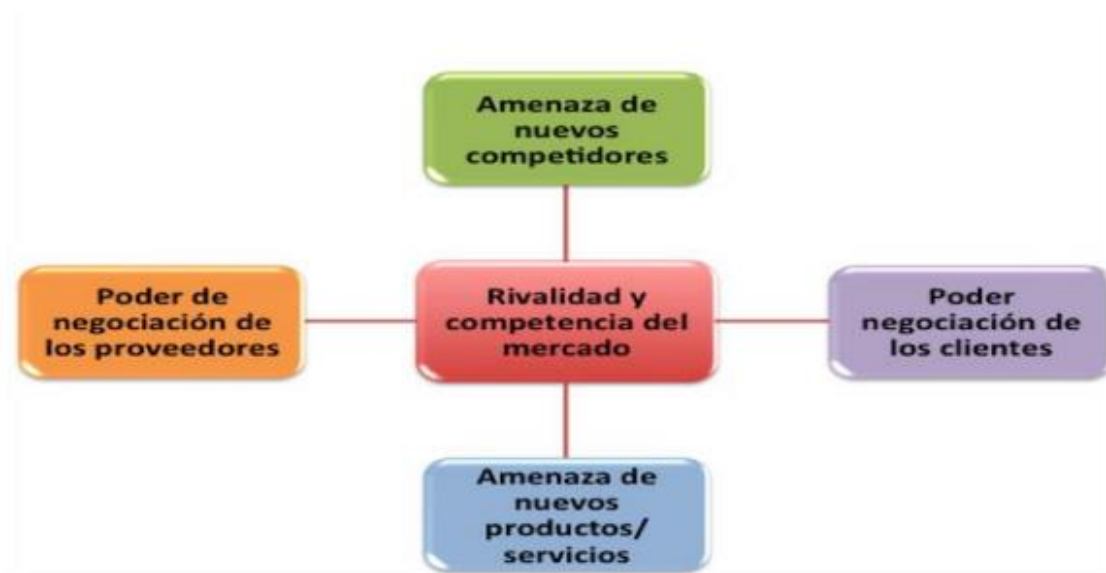 Amenaza de
nuevos
competidores
Poder de
negociación de
los proveedores
Rivalidad y
competencia del
mercado
Poder
negociación de
los clientes
Amenaza de
nuevos
productos/
servicios